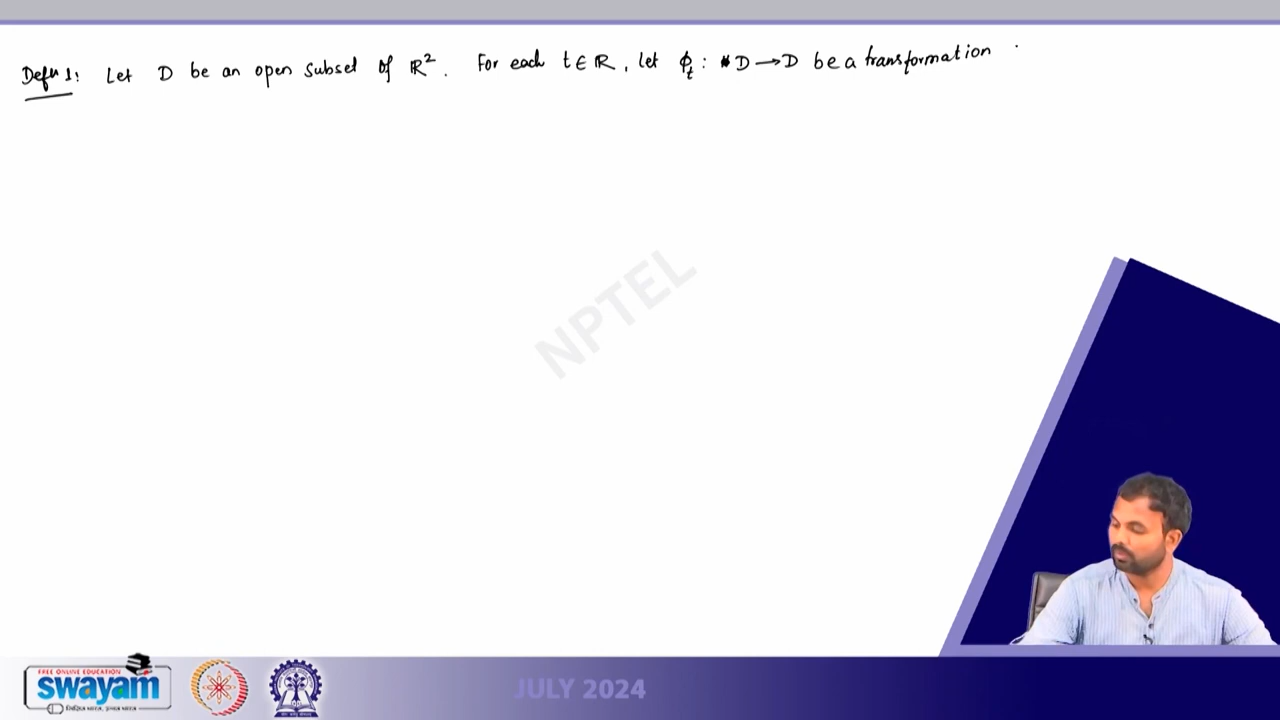 Defn 1: Let D be an open subset of ℝ². For each t ∈ ℝ, let ϕₜ : D → D be a transformation
NPTEL
FREE ONLINE EDUCATION
swayam
JULY 2024